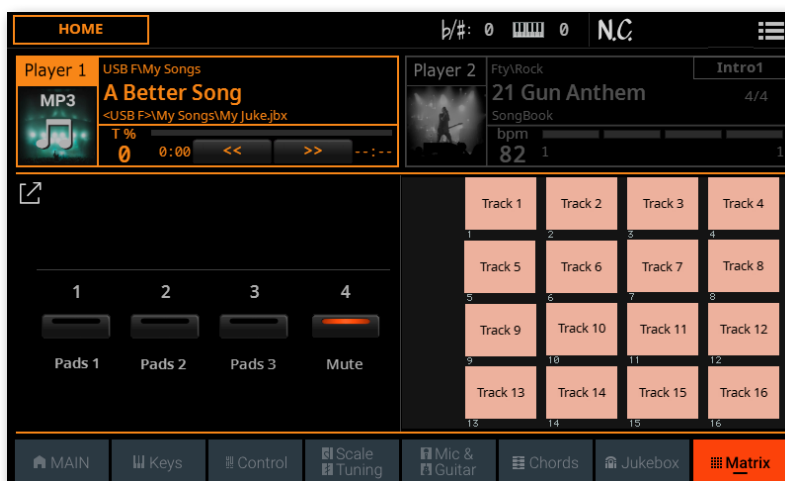 HOME
b/#: 0 0 N.C.
Player 1 USB F\My Songs
MP3
A Better Song
<USB F>\My Songs\My Juke.jbx
T %
0 0:00 << >> --:--
Player 2 Fty\Rock Intro1
21 Gun Anthem 4/4
SongBook
bpm
82 1 1
1 2 3 4
Pads 1 Pads 2 Pads 3 Mute
Track 1 Track 2 Track 3 Track 4
1 2 3 4
Track 5 Track 6 Track 7 Track 8
5 6 7 8
Track 9 Track 10 Track 11 Track 12
9 10 11 12
Track 13 Track 14 Track 15 Track 16
13 14 15 16
MAIN Keys Control Scale Tuning Mic & Guitar Chords Jukebox Matrix